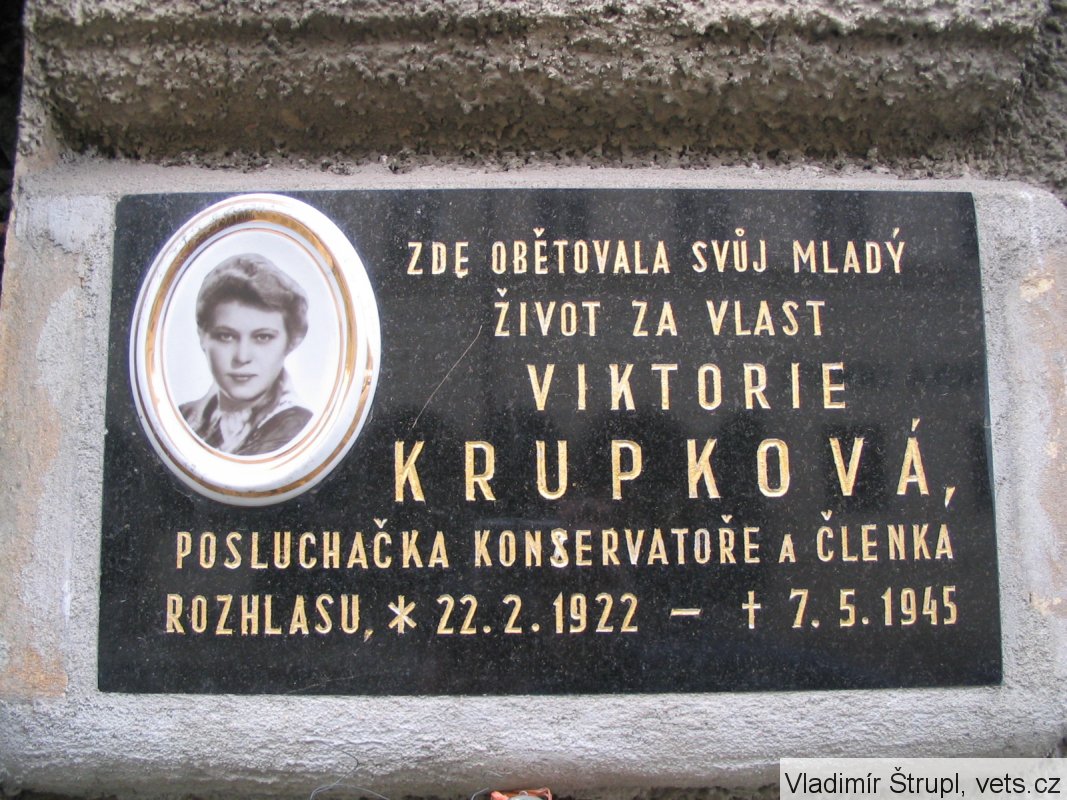 ZDE OBĚTOVALA SVŮJ MLADÝ
ŽIVOT ZA VLAST
VIKTORIE
KRUPKOVÁ,
POSLUCHAČKA KONSERVATOŘE A ČLENKA
ROZHLASU, * 22. 2. 1922 – † 7. 5. 1945
Vladimír Štrupl, vets.cz